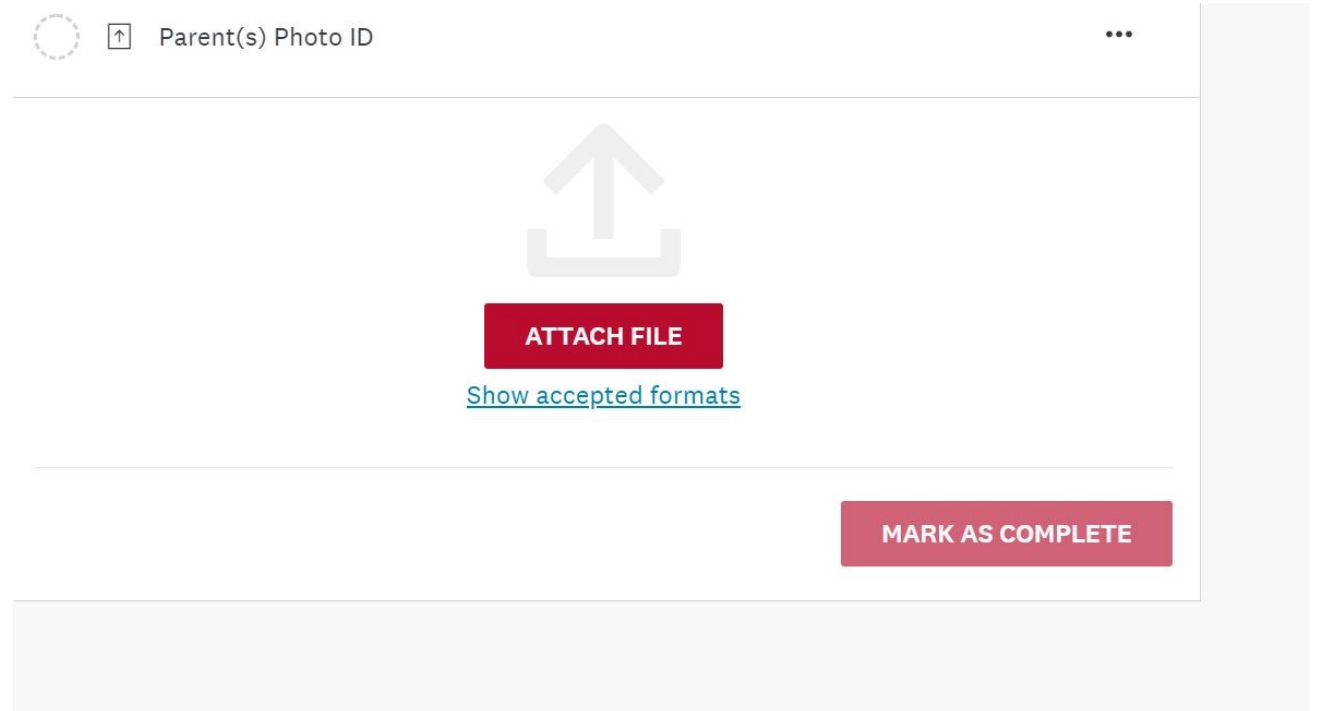 Parent(s) Photo ID
ATTACH FILE
Show accepted formats
MARK AS COMPLETE